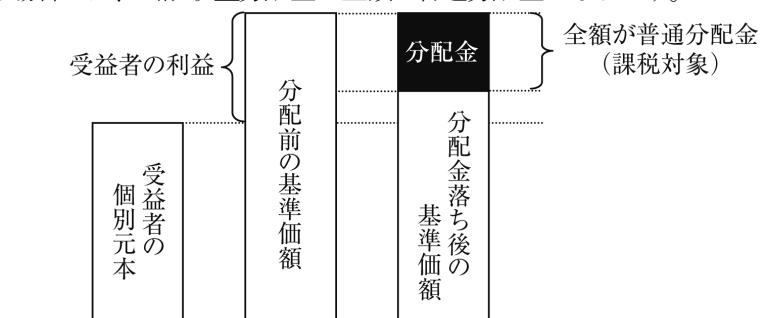 受益者の利益
分配金
全額が普通分配金
（課税対象）
分配前の基準価額
受益者の
個別元本
分配金落ち後の
基準価額